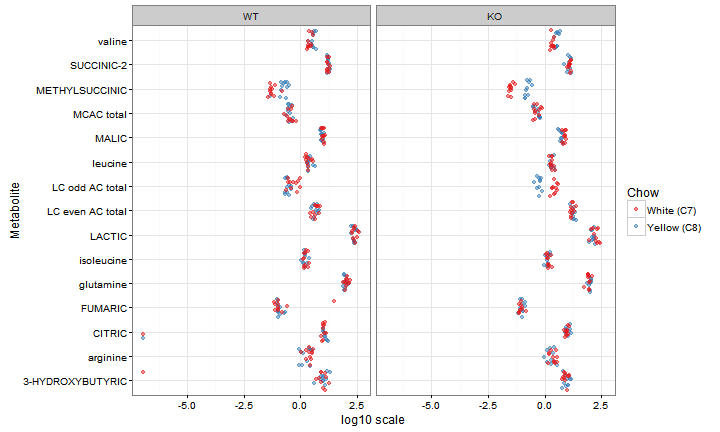 WT
KO
valine
SUCCINIC-2
METHYLSUCCINIC
MCAC total
MALIC
leucine
LC odd AC total
LC even AC total
LACTIC
isoleucine
glutamine
FUMARIC
CITRIC
arginine
3-HYDROXYBUTYRIC
Metabolite
-5.0
-2.5
0.0
2.5
-5.0
-2.5
0.0
2.5
log10 scale
Chow
White (C7)
Yellow (C8)